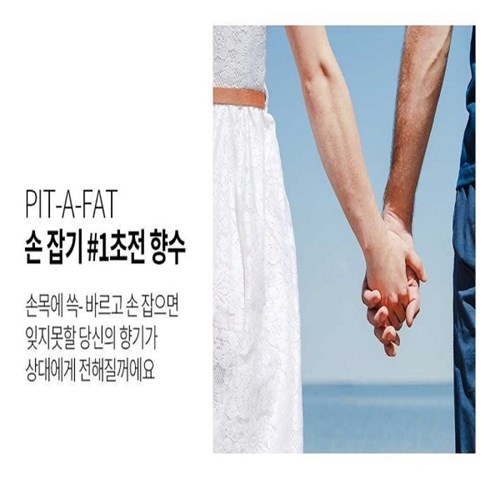 PIT-A-FAT
손 잡기 #1초전 향수
손목에 쓱- 바르고 손 잡으면
잊지못할 당신의 향기가
상대에게 전해질꺼에요